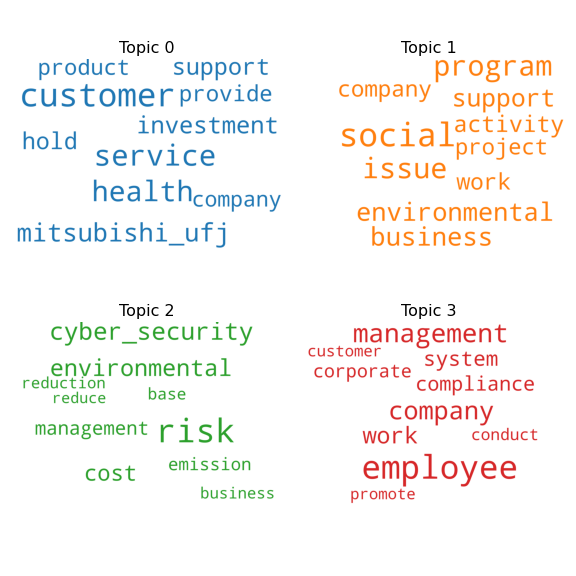 Topic 0
product support
customer provide
investment
hold
service
health company
mitsubishi_ufj
Topic 1
program
company support
social activity
project
issue work
environmental
business
Topic 2
cyber_security
environmental
reduction
reduce base
management risk
cost emission
business
Topic 3
management
customer system
corporate compliance
company
work conduct
employee
promote